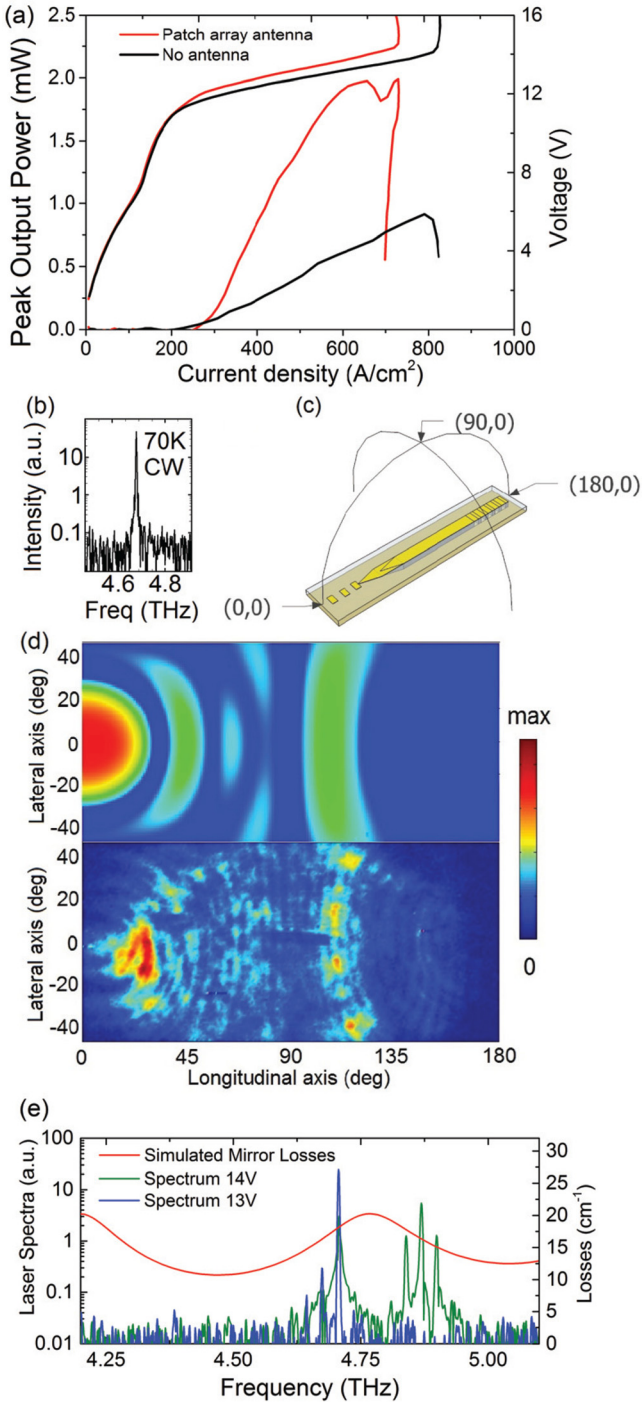 (a)
Patch array antenna
No antenna
Peak Output Power (mW)
2.5
2.0
1.5
1.0
0.5
0.0
16
12
8
4
0
Voltage (V)
0 200 400 600 800 1000
Current density (A/cm²)
(b)
Intensity (a.u.)
10
1
0.1
70K
CW
4.6 4.8
Freq (THz)
(c)
(90,0)
(180,0)
(0,0)
(d)
Lateral axis (deg)
40
20
0
-20
-40
Lateral axis (deg)
40
20
0
-20
-40
0 45 90 135 180
Longitudinal axis (deg)
max
0
(e)
Laser Spectra (a.u.)
100
10
1
0.1
0.01
Simulated Mirror Losses
Spectrum 14V
Spectrum 13V
30
25
20
15
10
5
0
Losses (cm⁻¹)
4.25 4.50 4.75 5.00
Frequency (THz)